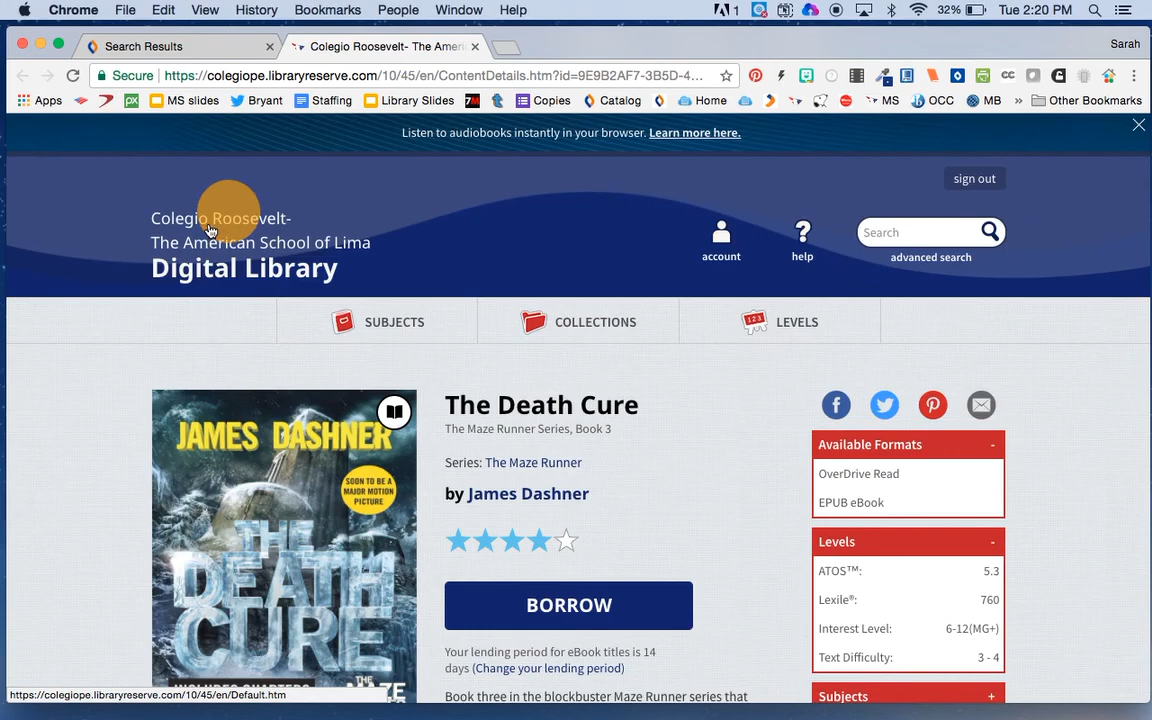 Chrome File Edit View History Bookmarks People Window Help 1 32% Tue 2:20 PM
Search Results Colegio Roosevelt- The Ameri Sarah
Secure https://colegiope.libraryreserve.com/10/45/en/ContentDetails.htm?id=9E9B2AF7-3B5D-4...
Apps MS slides Bryant Staffing Library Slides Copies Catalog Home MS OCC MB » Other Bookmarks
Listen to audiobooks instantly in your browser. Learn more here.
sign out
Colegio Roosevelt-
The American School of Lima
Digital Library
account help Search
advanced search
SUBJECTS COLLECTIONS LEVELS
JAMES DASHNER
SOON TO BE A
MAJOR MOTION
PICTURE
THE
DEATH
CURE
The Death Cure
The Maze Runner Series, Book 3
Series: The Maze Runner
by James Dashner
BORROW
Your lending period for eBook titles is 14
days (Change your lending period)
Book three in the blockbuster Maze Runner series that
Available Formats -
OverDrive Read
EPUB eBook
Levels -
ATOS™: 5.3
Lexile®: 760
Interest Level: 6-12(MG+)
Text Difficulty: 3 - 4
Subjects +
https://colegiope.libraryreserve.com/10/45/en/Default.htm